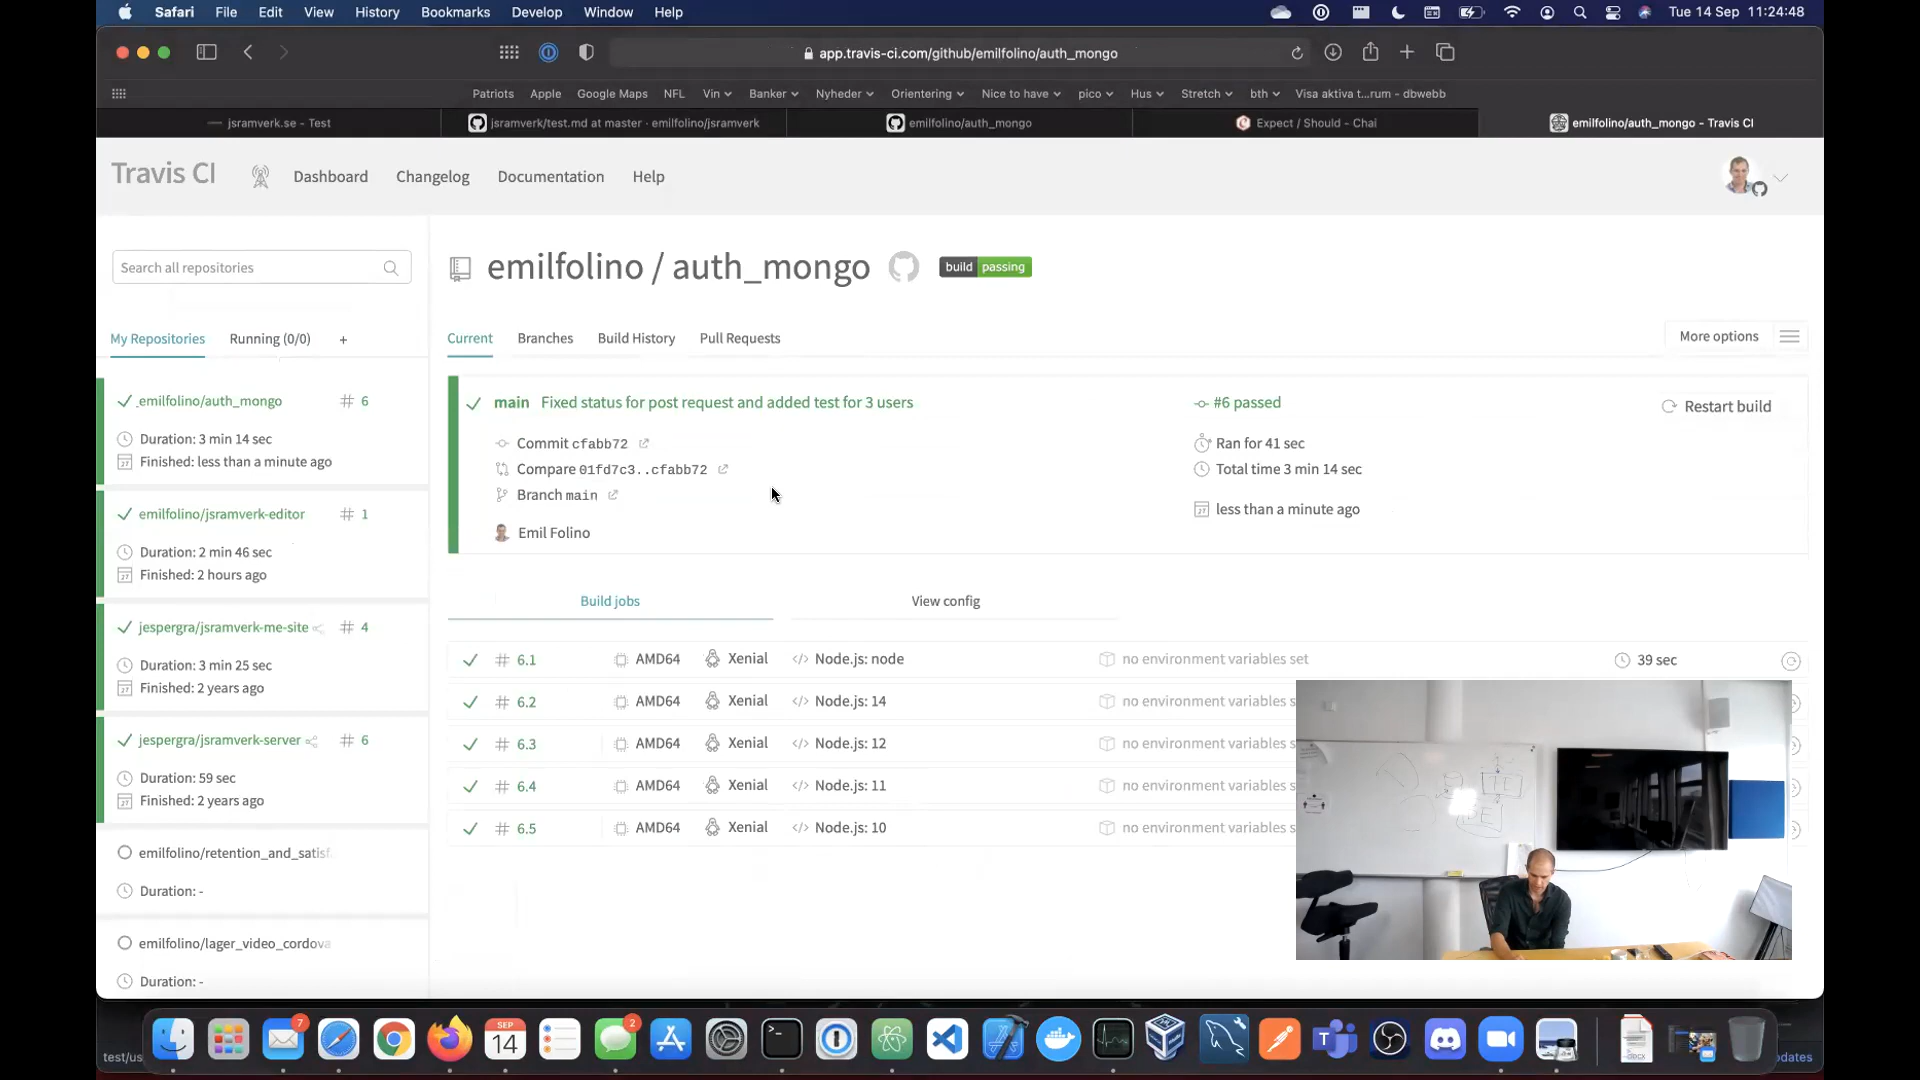 Safari File Edit View History Bookmarks Develop Window Help
Tue 14 Sep 11:24:48
app.travis-ci.com/github/emilfolino/auth_mongo
Patriots Apple Google Maps NFL Vin Banker Nyheder Orientering Nice to have pico Hus Stretch bth Visa aktiva t...rum - dbwebb
jsramverk.se - Test
jsramverk/test.md at master · emilfolino/jsramverk
emilfolino/auth_mongo
Expect / Should - Chai
emilfolino/auth_mongo - Travis CI
Travis CI Dashboard Changelog Documentation Help
Search all repositories
My Repositories Running (0/0) +
emilfolino/auth_mongo # 6
Duration: 3 min 14 sec
Finished: less than a minute ago
emilfolino/jsramverk-editor # 1
Duration: 2 min 46 sec
Finished: 2 hours ago
jespergra/jsramverk-me-site # 4
Duration: 3 min 25 sec
Finished: 2 years ago
jespergra/jsramverk-server # 6
Duration: 59 sec
Finished: 2 years ago
emilfolino/retention_and_satisf
Duration: -
emilfolino/lager_video_cordova
Duration: -
emilfolino / auth_mongo build passing
Current Branches Build History Pull Requests
More options
main Fixed status for post request and added test for 3 users
Commit cfabb72
Compare 01fd7c3..cfabb72
Branch main
Emil Folino
#6 passed
Ran for 41 sec
Total time 3 min 14 sec
less than a minute ago
Restart build
Build jobs View config
# 6.1 AMD64 Xenial Node.js: node no environment variables set 39 sec
# 6.2 AMD64 Xenial Node.js: 14 no environment variables s
# 6.3 AMD64 Xenial Node.js: 12 no environment variables s
# 6.4 AMD64 Xenial Node.js: 11 no environment variables s
# 6.5 AMD64 Xenial Node.js: 10 no environment variables s
7
SEP
14
2
test/us